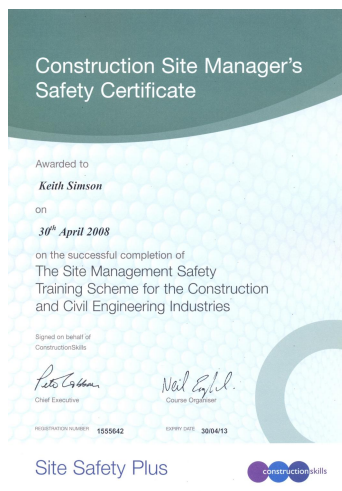 Construction Site Manager's
Safety Certificate
Awarded to
Keith Simson
on
30th April 2008
on the successful completion of
The Site Management Safety
Training Scheme for the Construction
and Civil Engineering Industries
Signed on behalf of
ConstructionSkills
Chief Executive
Course Organiser
REGISTRATION NUMBER 1555642
EXPIRY DATE 30/04/13
Site Safety Plus
constructionskills